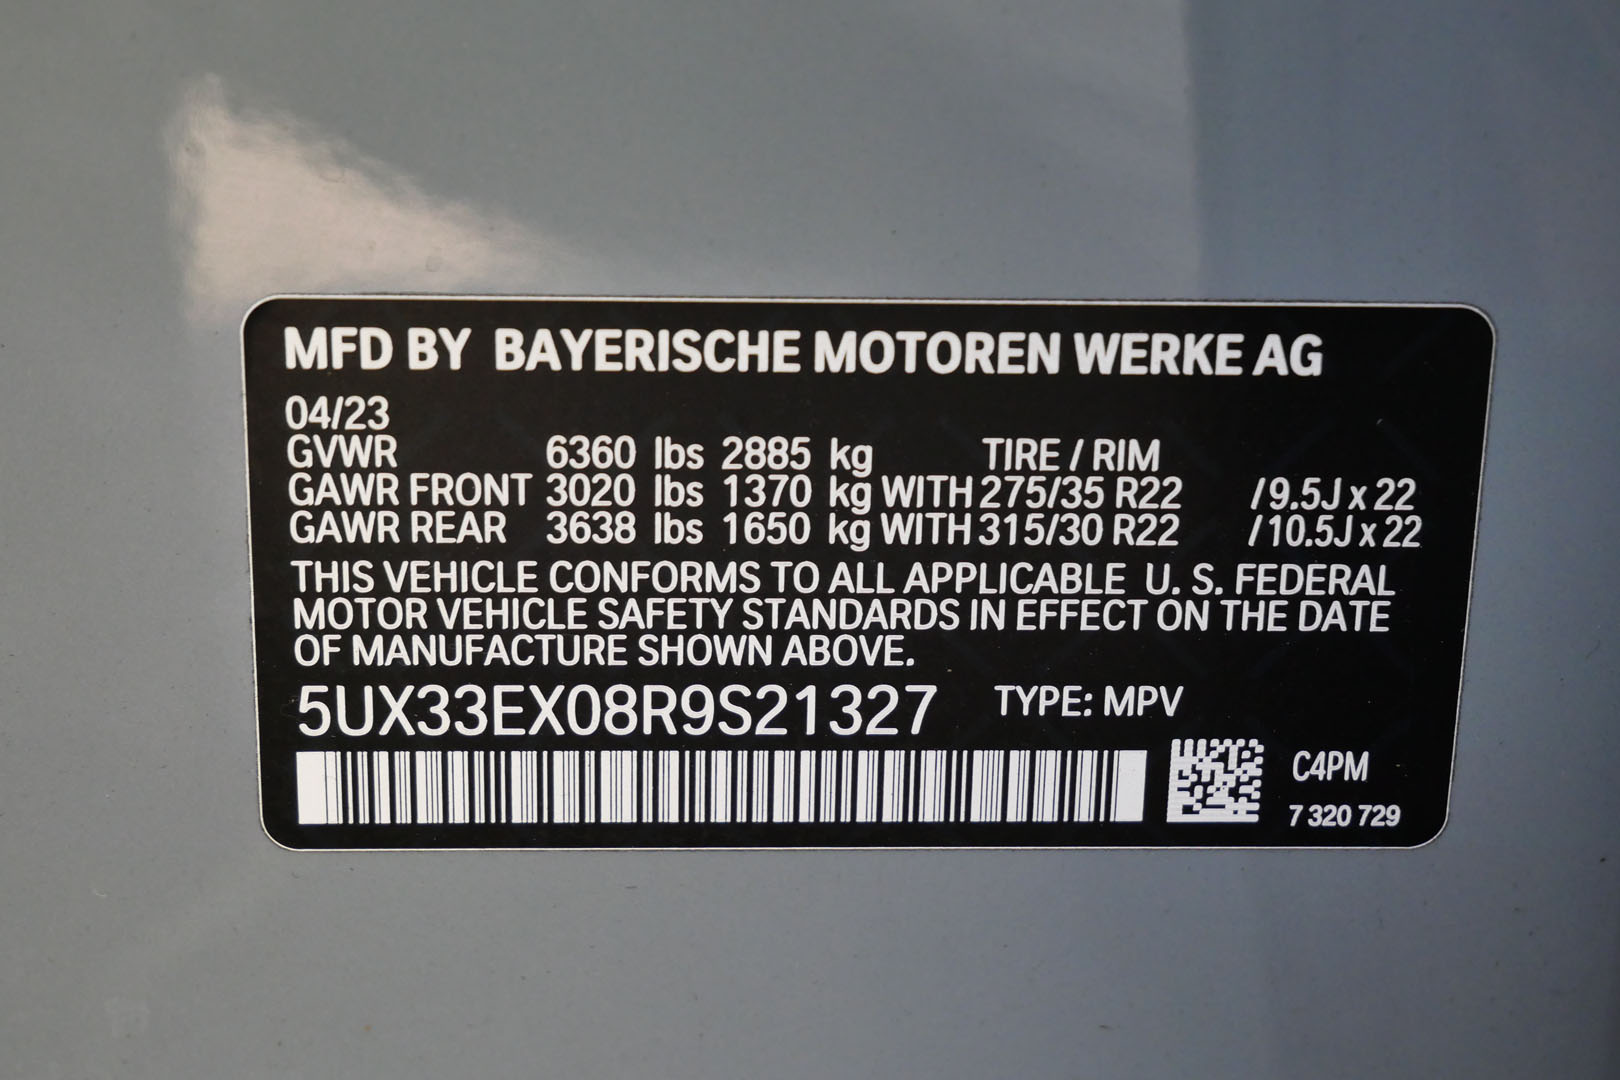 MFD BY BAYERISCHE MOTOREN WERKE AG
04/23
GVWR 6360 lbs 2885 kg TIRE / RIM
GAWR FRONT 3020 lbs 1370 kg WITH 275/35 R22 / 9.5J x 22
GAWR REAR 3638 lbs 1650 kg WITH 315/30 R22 / 10.5J x 22
THIS VEHICLE CONFORMS TO ALL APPLICABLE U. S. FEDERAL
MOTOR VEHICLE SAFETY STANDARDS IN EFFECT ON THE DATE
OF MANUFACTURE SHOWN ABOVE.
5UX33EX08R9S21327 TYPE: MPV
C4PM
7 320 729